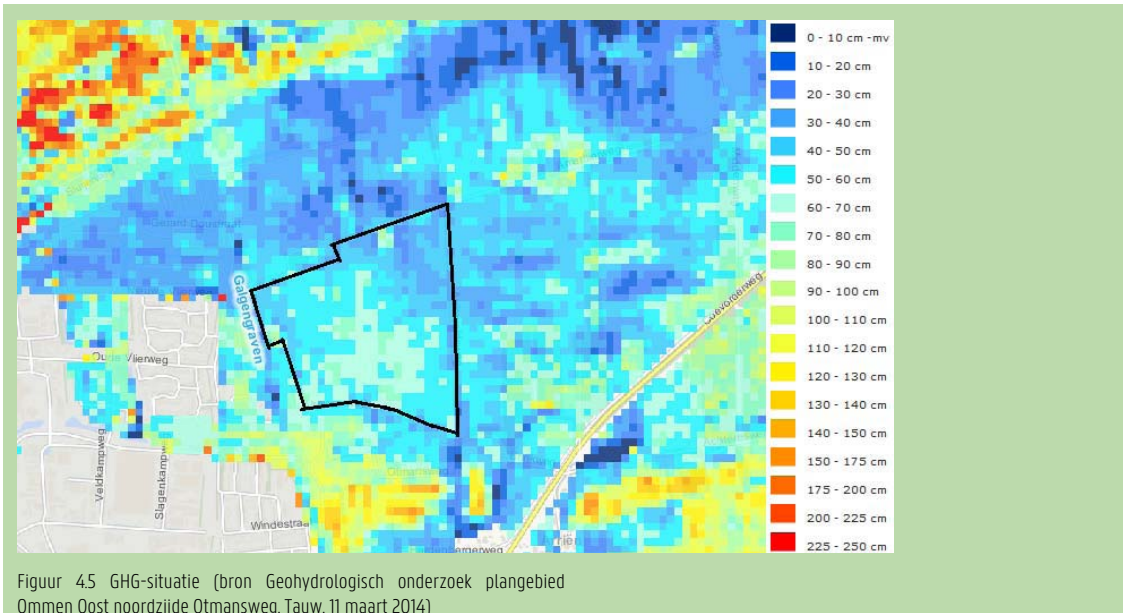 0 - 10 cm -mv
10 - 20 cm
20 - 30 cm
30 - 40 cm
40 - 50 cm
50 - 60 cm
60 - 70 cm
70 - 80 cm
80 - 90 cm
90 - 100 cm
100 - 110 cm
110 - 120 cm
120 - 130 cm
130 - 140 cm
140 - 150 cm
150 - 175 cm
175 - 200 cm
200 - 225 cm
225 - 250 cm
Galgengraven
Coevorderweg
Oude Vlierweg
Veldkampweg
Slagenkamp
Windestraa
Figuur 4.5 GHG-situatie (bron Geohydrologisch onderzoek plangebied
Ommen Oost noordzijde Otmansweg, Tauw, 11 maart 2014)